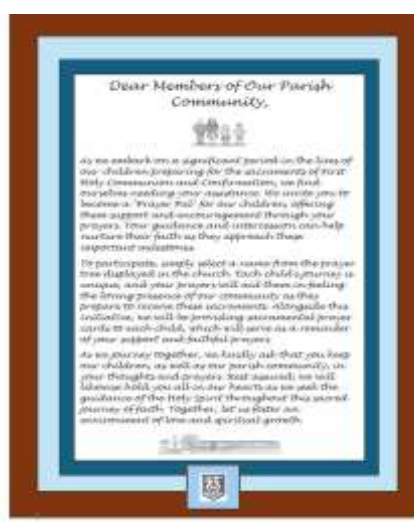 Dear Members of Our Parish
Community,
As we embark on a significant period in the lives of
our children preparing for the sacraments of First
Holy Communion and Confirmation, we find
ourselves needing your assistance. We invite you to
become a 'Prayer Pal' for our children, offering
them support and encouragement through your
prayers. Your guidance and intercession can help
nurture their faith as they approach these
important milestones.
To participate, simply select a name from the prayer
tree displayed in the church. Each child's journey is
unique, and your prayers will aid them in feeling
the loving presence of our community as they
prepare to receive these sacraments. Alongside this
initiative, we will be providing sacramental prayer
cards to each child, which will serve as a reminder
of your support and faithful prayers.
As we journey together, we kindly ask that you keep
our children, as well as our parish community, in
your thoughts and prayers. Rest assured, we will
likewise hold you all in our hearts as we seek the
guidance of the Holy Spirit throughout this sacred
journey of faith. Together, let us foster an
environment of love and spiritual growth.